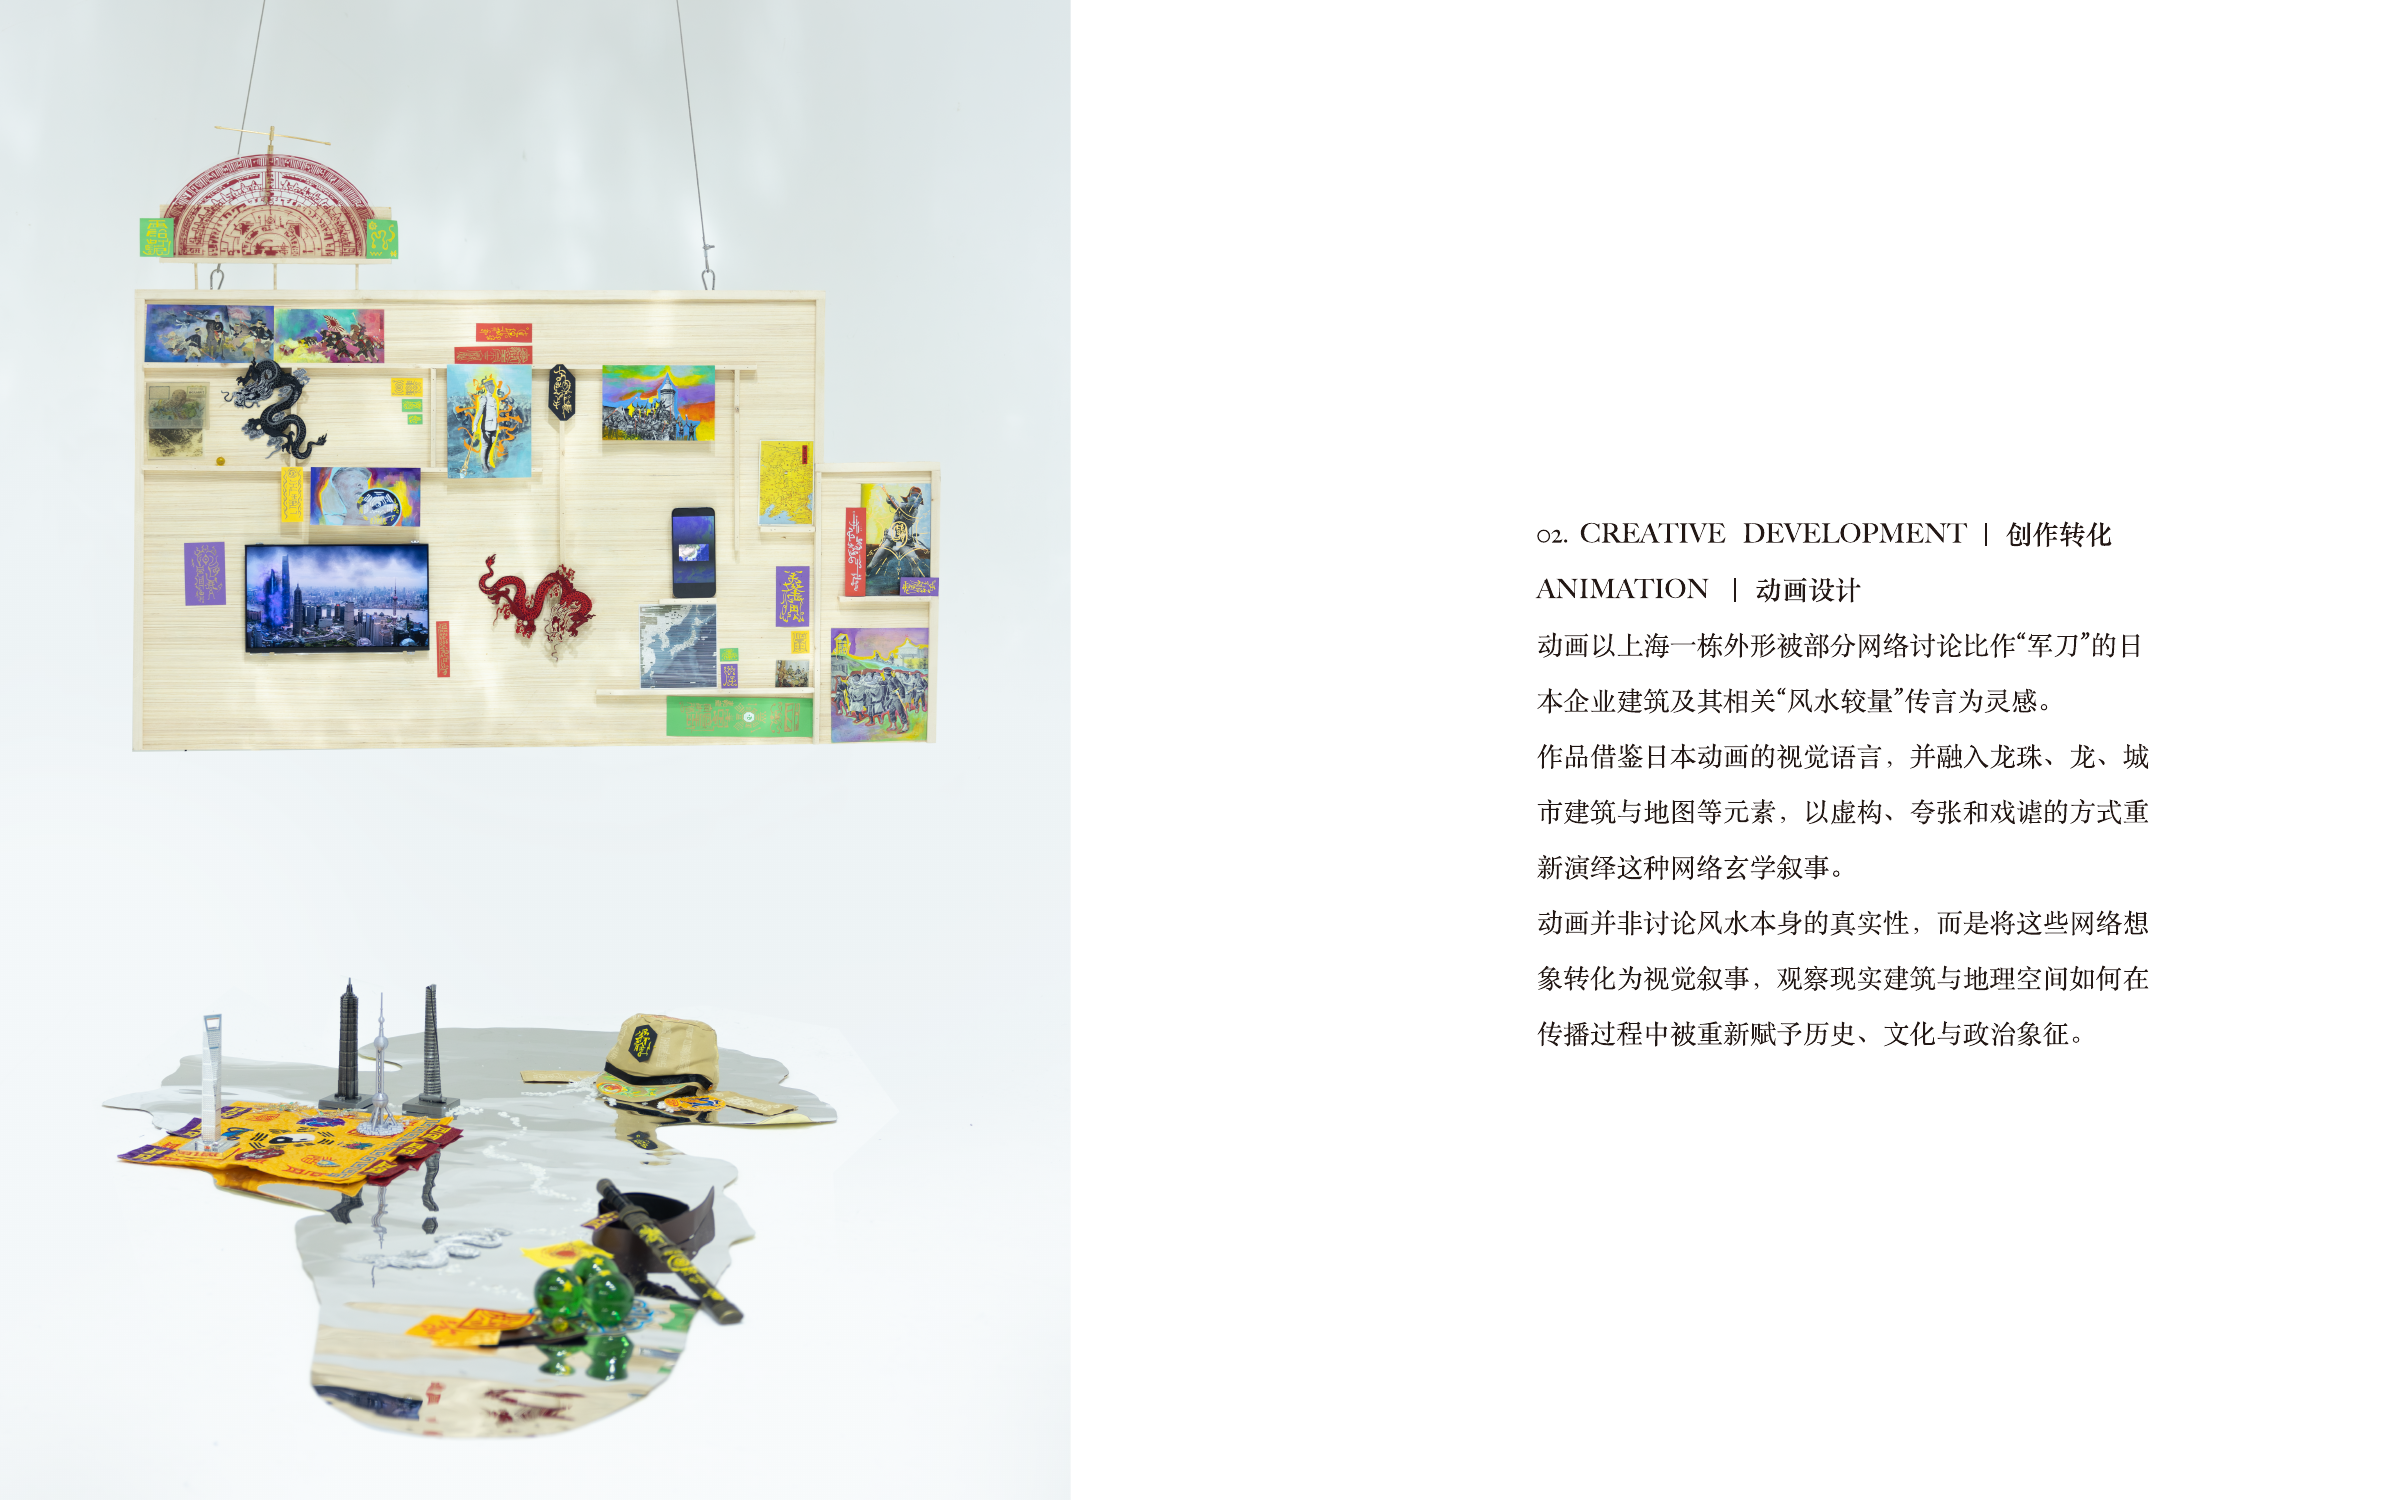 02. CREATIVE DEVELOPMENT | 创作转化
ANIMATION | 动画设计
动画以上海一栋外形被部分网络讨论比作“军刀”的日
本企业建筑及其相关“风水较量”传言为灵感。
作品借鉴日本动画的视觉语言，并融入龙珠、龙、城
市建筑与地图等元素，以虚构、夸张和戏谑的方式重
新演绎这种网络玄学叙事。
动画并非讨论风水本身的真实性，而是将这些网络想
象转化为视觉叙事，观察现实建筑与地理空间如何在
传播过程中被重新赋予历史、文化与政治象征。